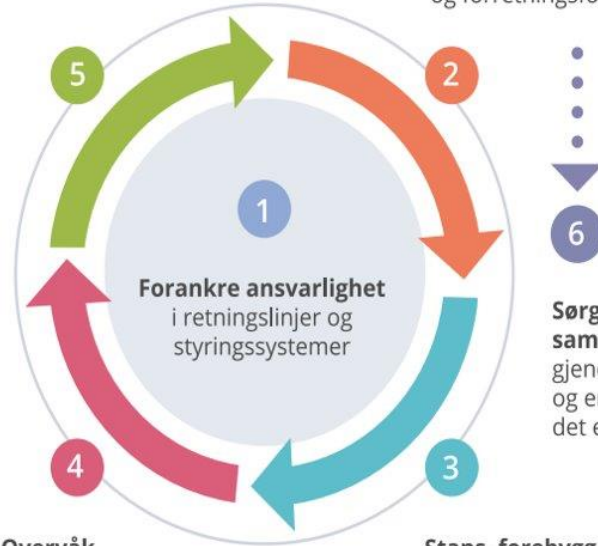 og forretningsfo
5
2
1
6
Forankre ansvarlighet
i retningslinjer og
styringssystemer
Sørg
sam
gjen
og e
det e
4
3
Overvåk
Stans, forebygg